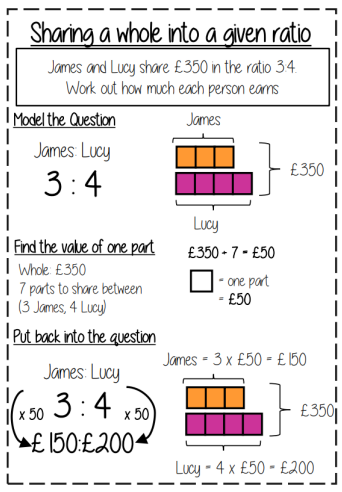 Sharing a whole into a given ratio
James and Lucy share £350 in the ratio 3:4.
Work out how much each person earns
Model the Question
James: Lucy
3 : 4
James
£350
Lucy
Find the value of one part
Whole: £350
7 parts to share between
(3 James, 4 Lucy)
£350 ÷ 7 = £50
= one part
= £50
Put back into the question
James: Lucy
x 50 3 : 4 x 50
£150:£200
James = 3 x £50 = £150
£350
Lucy = 4 x £50 = £200